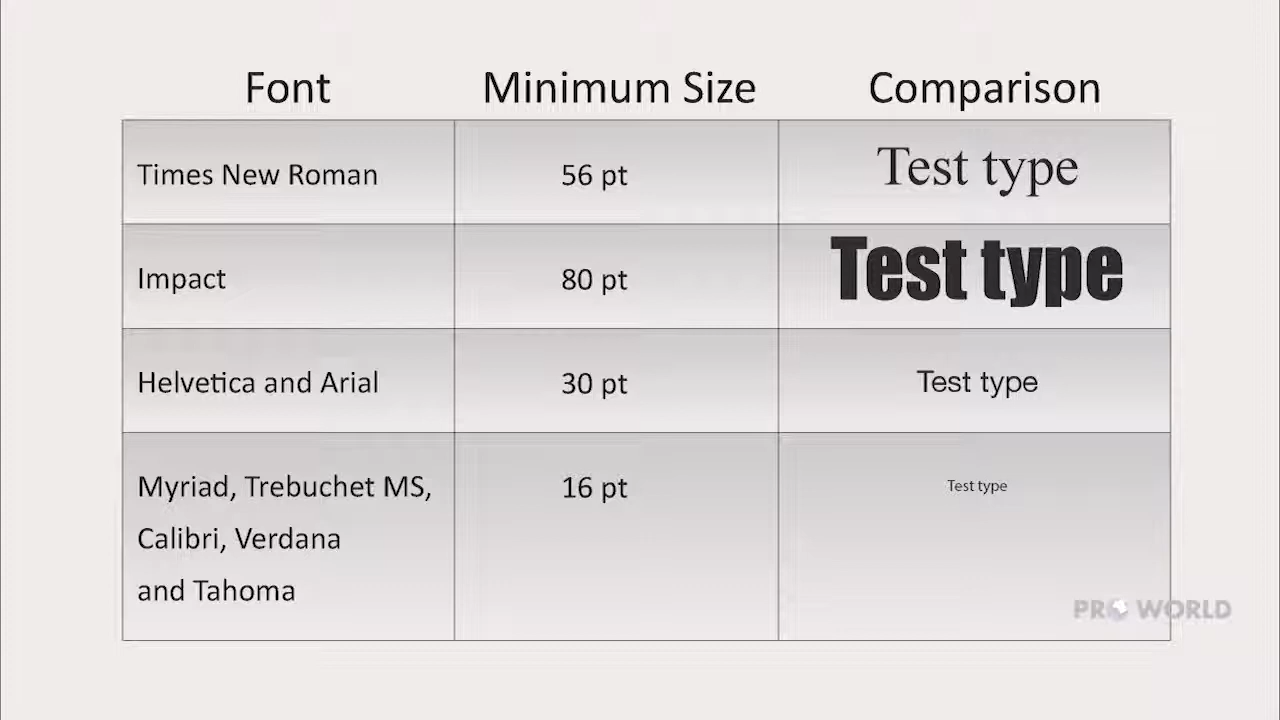 Font Minimum Size Comparison
Times New Roman 56 pt Test type
Impact 80 pt Test type
Helvetica and Arial 30 pt Test type
Myriad, Trebuchet MS, 16 pt Test type
Calibri, Verdana
and Tahoma
PRO WORLD